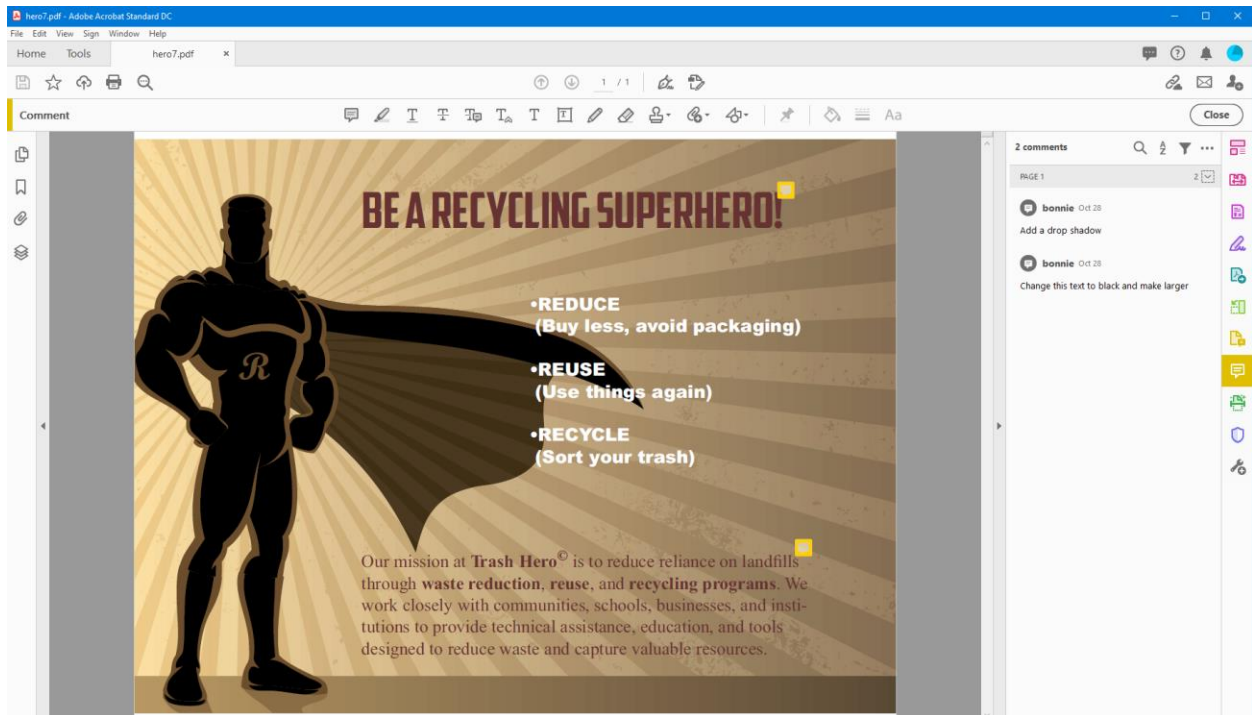 hero7.pdf - Adobe Acrobat Standard DC
File Edit View Sign Window Help
Home Tools hero7.pdf ×
1 / 1
Comment
Aa
Close
BE A RECYCLING SUPERHERO!
R
•REDUCE
(Buy less, avoid packaging)
•REUSE
(Use things again)
•RECYCLE
(Sort your trash)
Our mission at Trash Hero© is to reduce reliance on landfills
through waste reduction, reuse, and recycling programs. We
work closely with communities, schools, businesses, and insti-
tutions to provide technical assistance, education, and tools
designed to reduce waste and capture valuable resources.
2 comments
PAGE 1 2
bonnie Oct 28
Add a drop shadow
bonnie Oct 28
Change this text to black and make larger